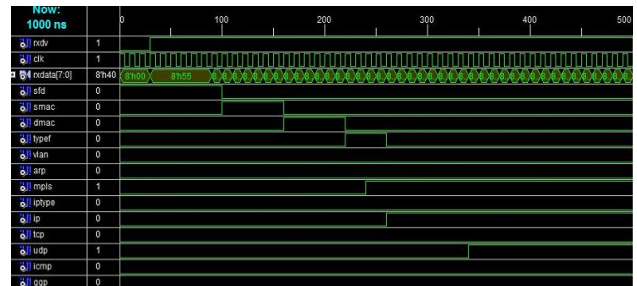 Now:
1000 ns
0 100 200 300 400 500
rxdv 1
clk 1
rxdata[7:0] 8'h40 8'h00 8'h55
sfd 0
smac 0
dmac 0
typef 0
vlan 0
arp 0
mpls 1
iptype 0
ip 0
tcp 0
udp 1
icmp 0
ggp 0